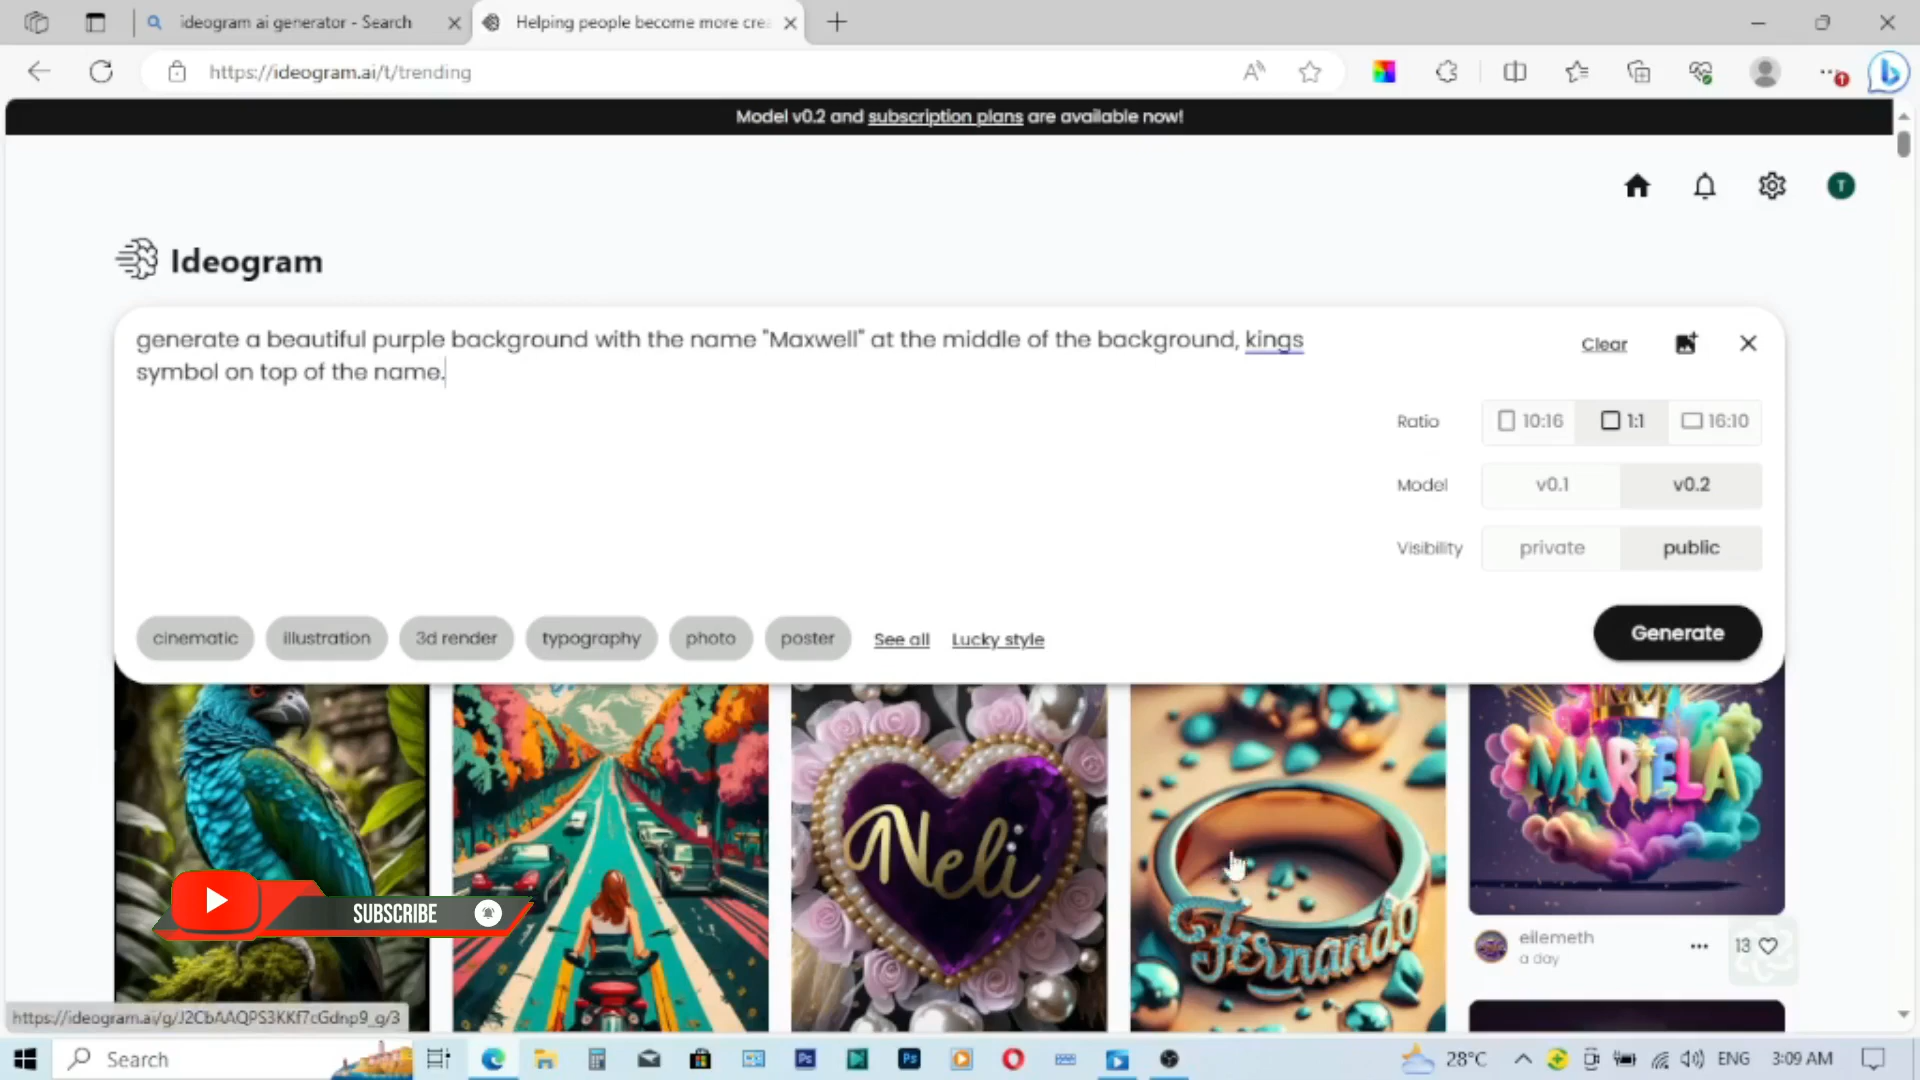 ideogram ai generator - Search
Helping people become more crea
https://ideogram.ai/t/trending
Model v0.2 and subscription plans are available now!
T
Ideogram
generate a beautiful purple background with the name "Maxwell" at the middle of the background, kings
symbol on top of the name.
Clear
Ratio
10:16
1:1
16:10
Model
v0.1
v0.2
Visibility
private
public
cinematic
illustration
3d render
typography
photo
poster
See all
Lucky style
Generate
Neli
Fernando
MARIELA
SUBSCRIBE
eilemeth
a day
13
https://ideogram.ai/g/J2CbAAQPS3KKf7cGdnp9_g/3
Search
Ps
Ps
28°C
ENG
3:09 AM